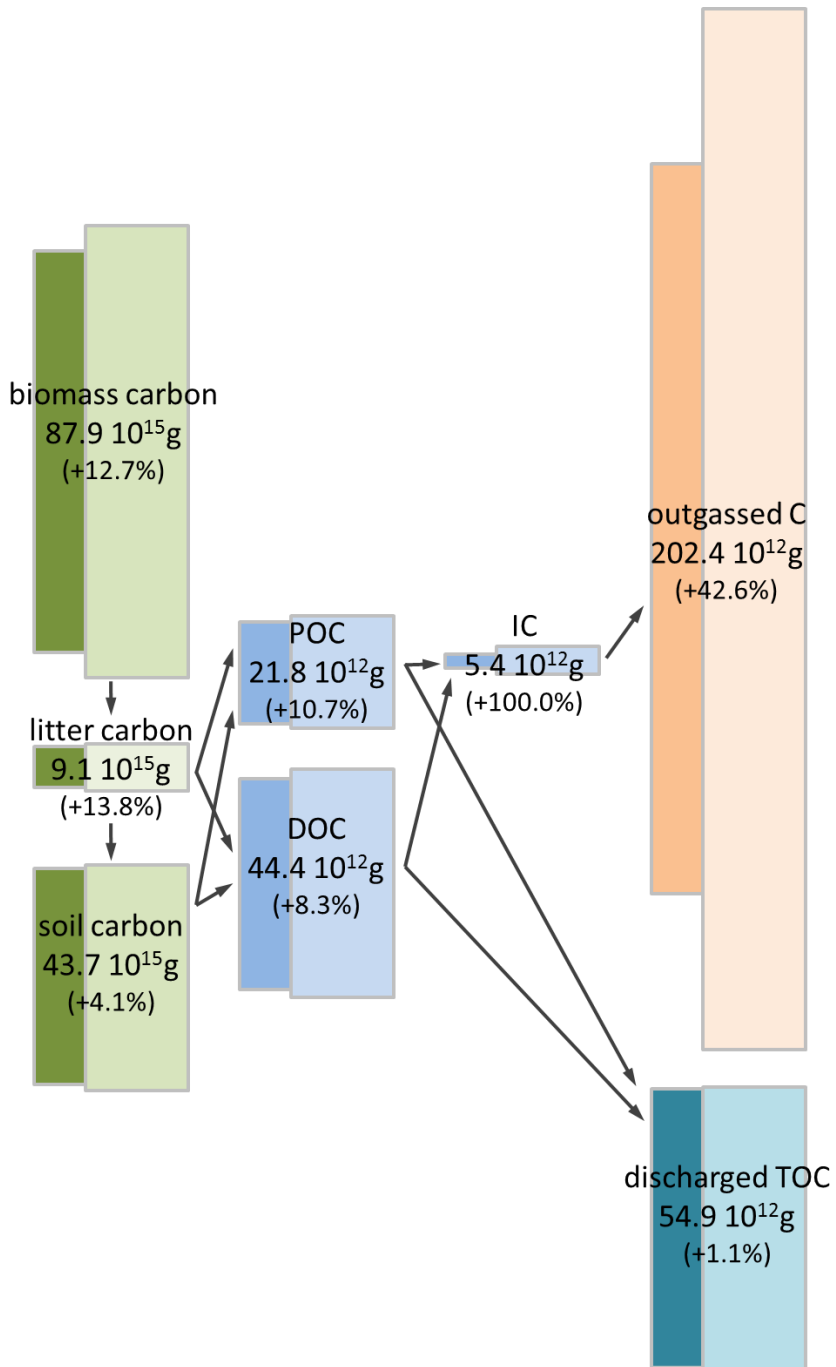 biomass carbon
87.9 10¹⁵g
(+12.7%)
litter carbon
9.1 10¹⁵g
(+13.8%)
soil carbon
43.7 10¹⁵g
(+4.1%)
POC
21.8 10¹²g
(+10.7%)
DOC
44.4 10¹²g
(+8.3%)
IC
5.4 10¹²g
(+100.0%)
outgassed C
202.4 10¹²g
(+42.6%)
discharged TOC
54.9 10¹²g
(+1.1%)